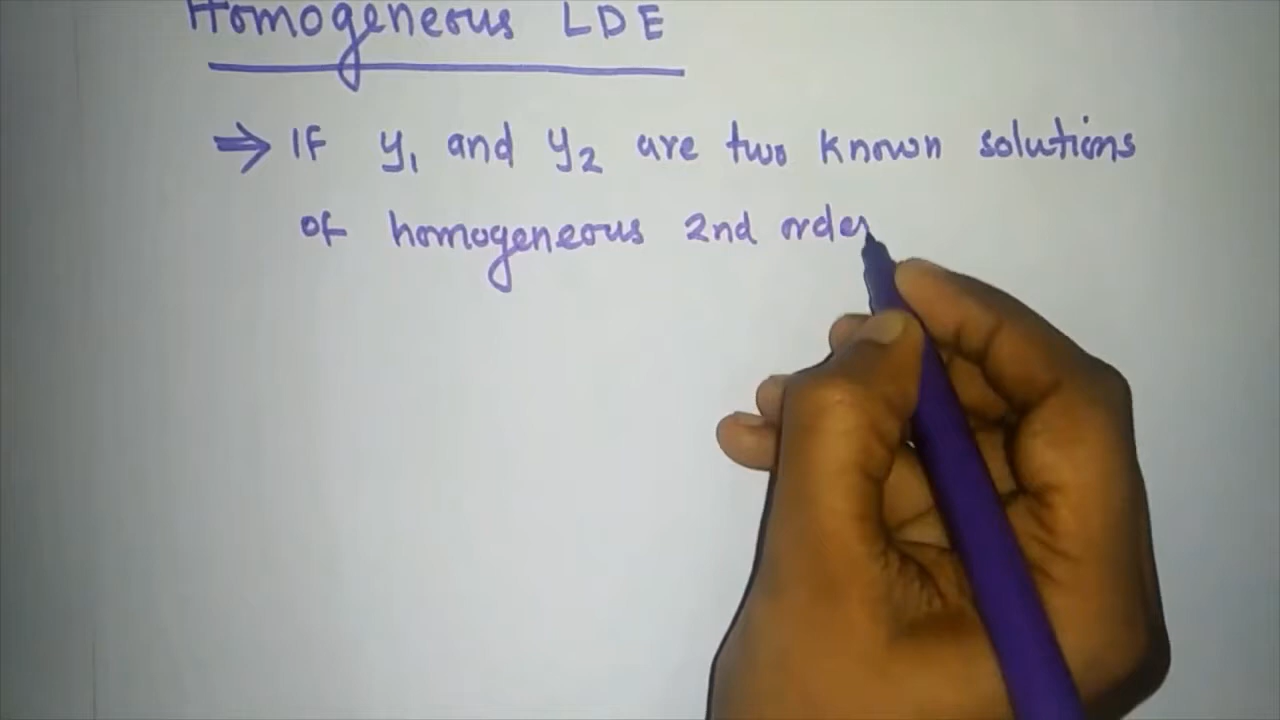 Homogeneous LDE
⇒ If y₁ and y₂ are two known solutions
of homogeneous 2nd order